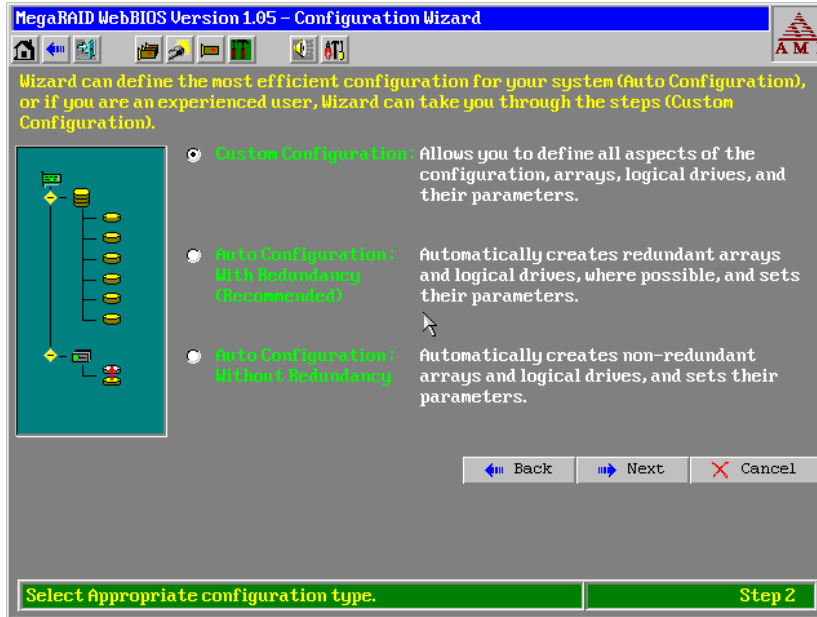 MegaRAID WebBIOS Version 1.05 - Configuration Wizard
AM
Wizard can define the most efficient configuration for your system (Auto Configuration),
or if you are an experienced user, Wizard can take you through the steps (Custom
Configuration).
Custom Configuration: Allows you to define all aspects of the
configuration, arrays, logical drives, and
their parameters.
Auto Configuration: Automatically creates redundant arrays
With Redundancy and logical drives, where possible, and sets
(Recommended) their parameters.
Auto Configuration: Automatically creates non-redundant
Without Redundancy arrays and logical drives, and sets their
parameters.
Back Next Cancel
Select Appropriate configuration type. Step 2